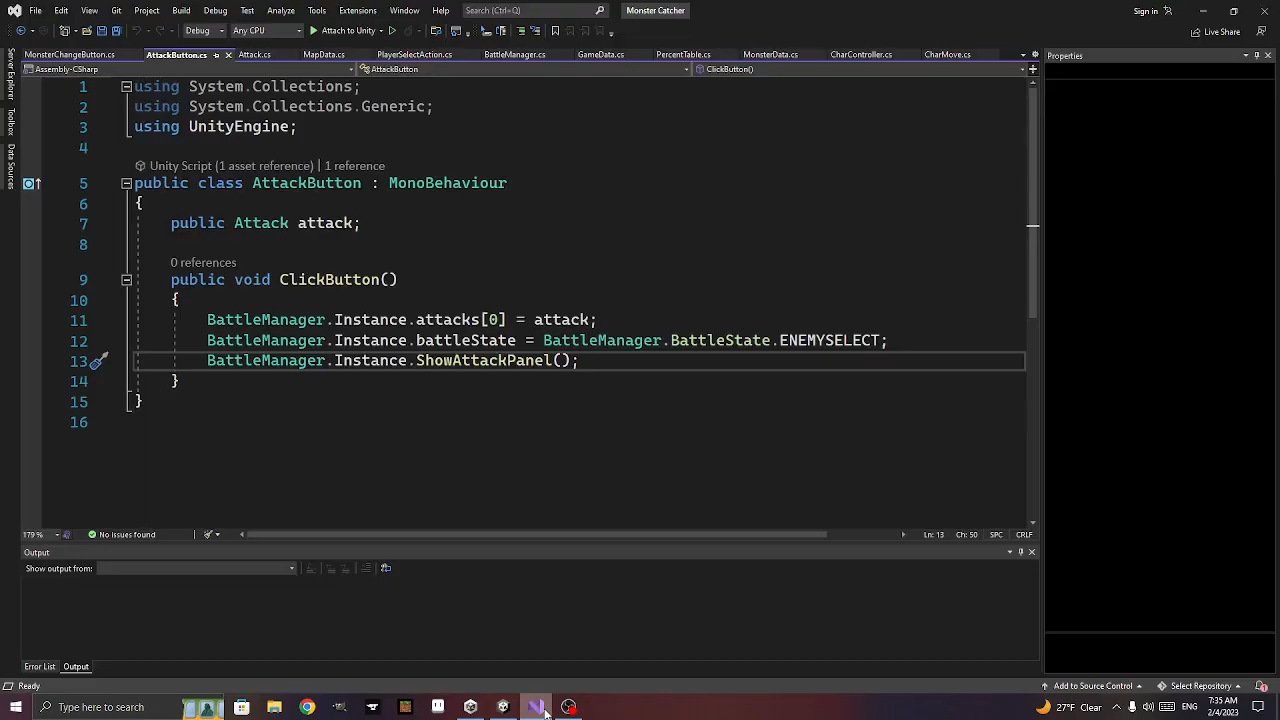 File Edit View Git Project Build Debug Test Analyze Tools Extensions Window Help Search (Ctrl+Q) Monster Catcher Sign in
Debug Any CPU Attach to Unity Live Share
MonsterChangeButton.cs AttackButton.cs Attack.cs MapData.cs PlayerSelectAction.cs BattleManager.cs GameData.cs PercentTable.cs MonsterData.cs CharController.cs CharMove.cs Properties
Assembly-CSharp AttackButton ClickButton()
Server Explorer
Toolbox
Data Sources
1 using System.Collections;
2 using System.Collections.Generic;
3 using UnityEngine;
4
Unity Script (1 asset reference) | 1 reference
5 public class AttackButton : MonoBehaviour
6 {
7 public Attack attack;
8
0 references
9 public void ClickButton()
10 {
11 BattleManager.Instance.attacks[0] = attack;
12 BattleManager.Instance.battleState = BattleManager.BattleState.ENEMYSELECT;
13 BattleManager.Instance.ShowAttackPanel();
14 }
15 }
16
179 % No issues found Ln: 13 Ch: 50 SPC CRLF
Output
Show output from:
Error List Output
Ready Add to Source Control Select Repository 1
Type here to search 27°F Clear 7:35 AM
2/4/2023